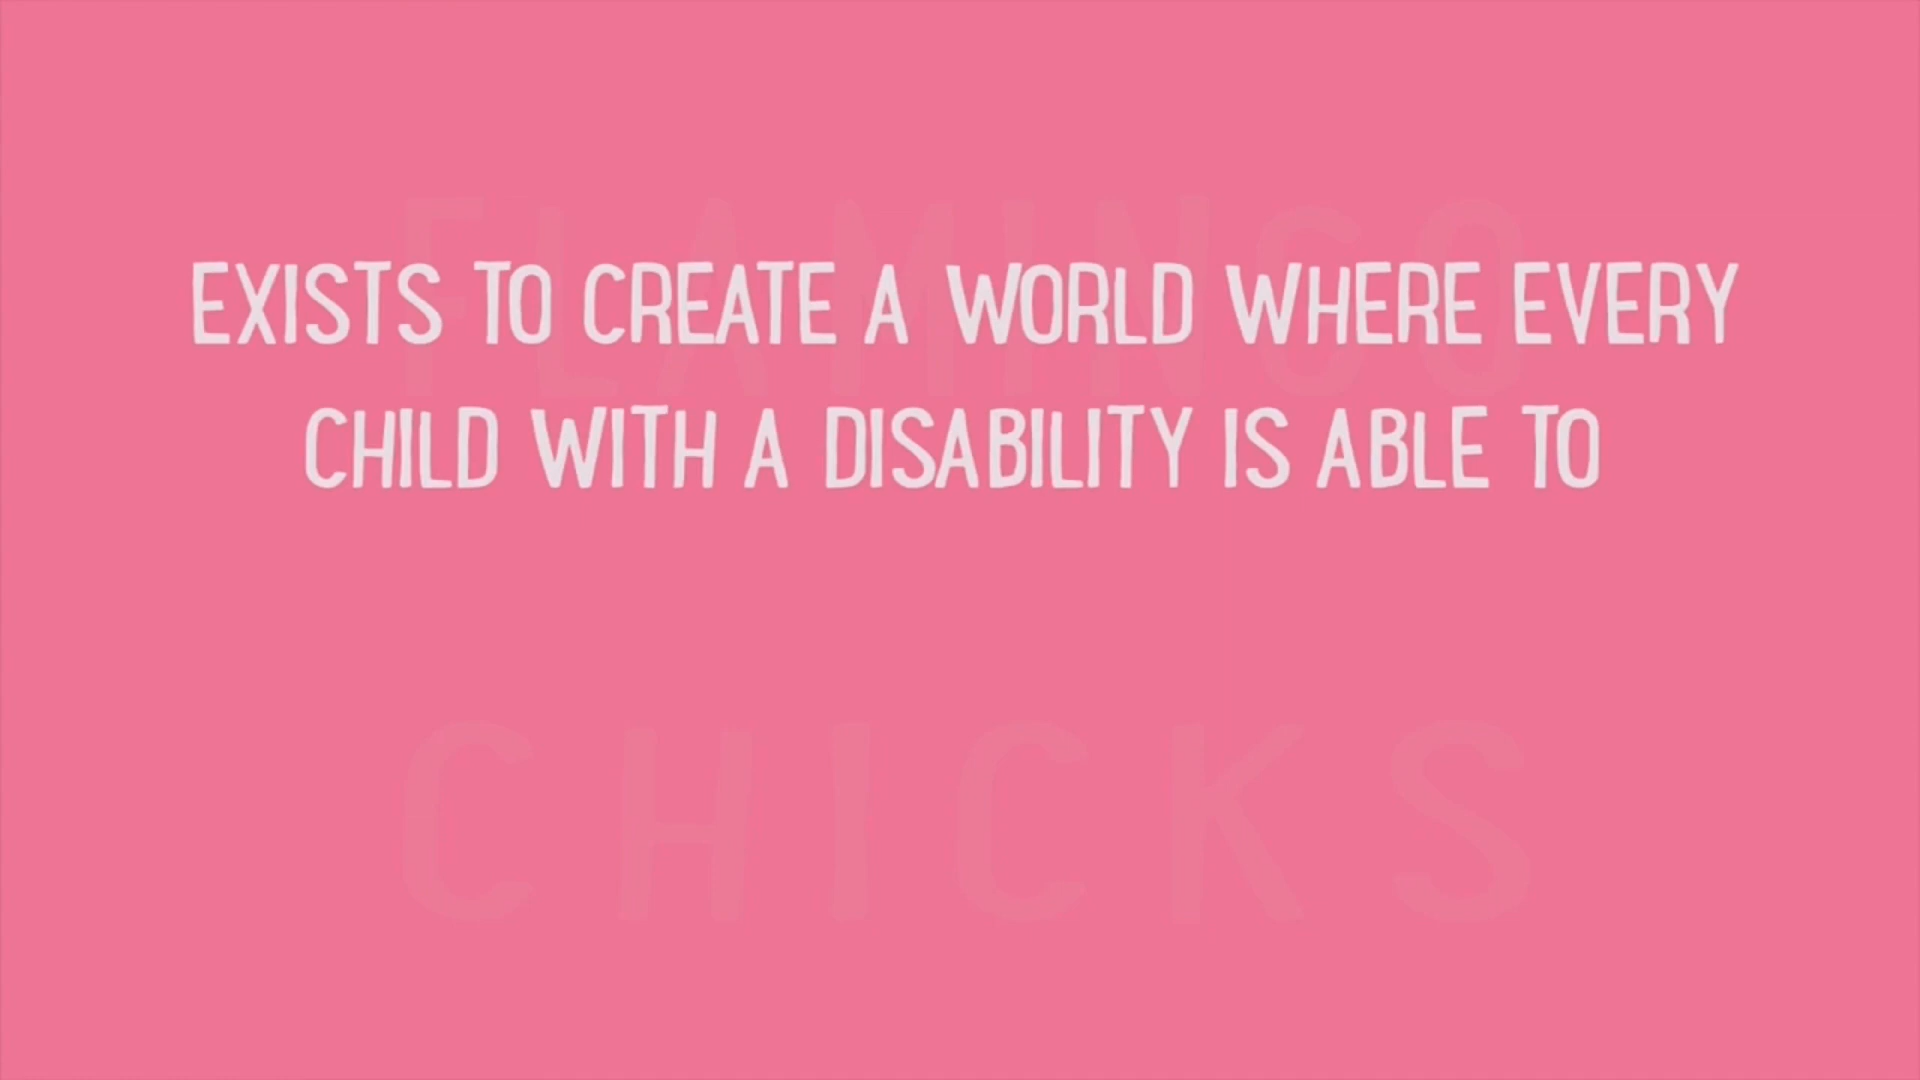 FLAMINGO
EXISTS TO CREATE A WORLD WHERE EVERY
CHILD WITH A DISABILITY IS ABLE TO
CHICKS